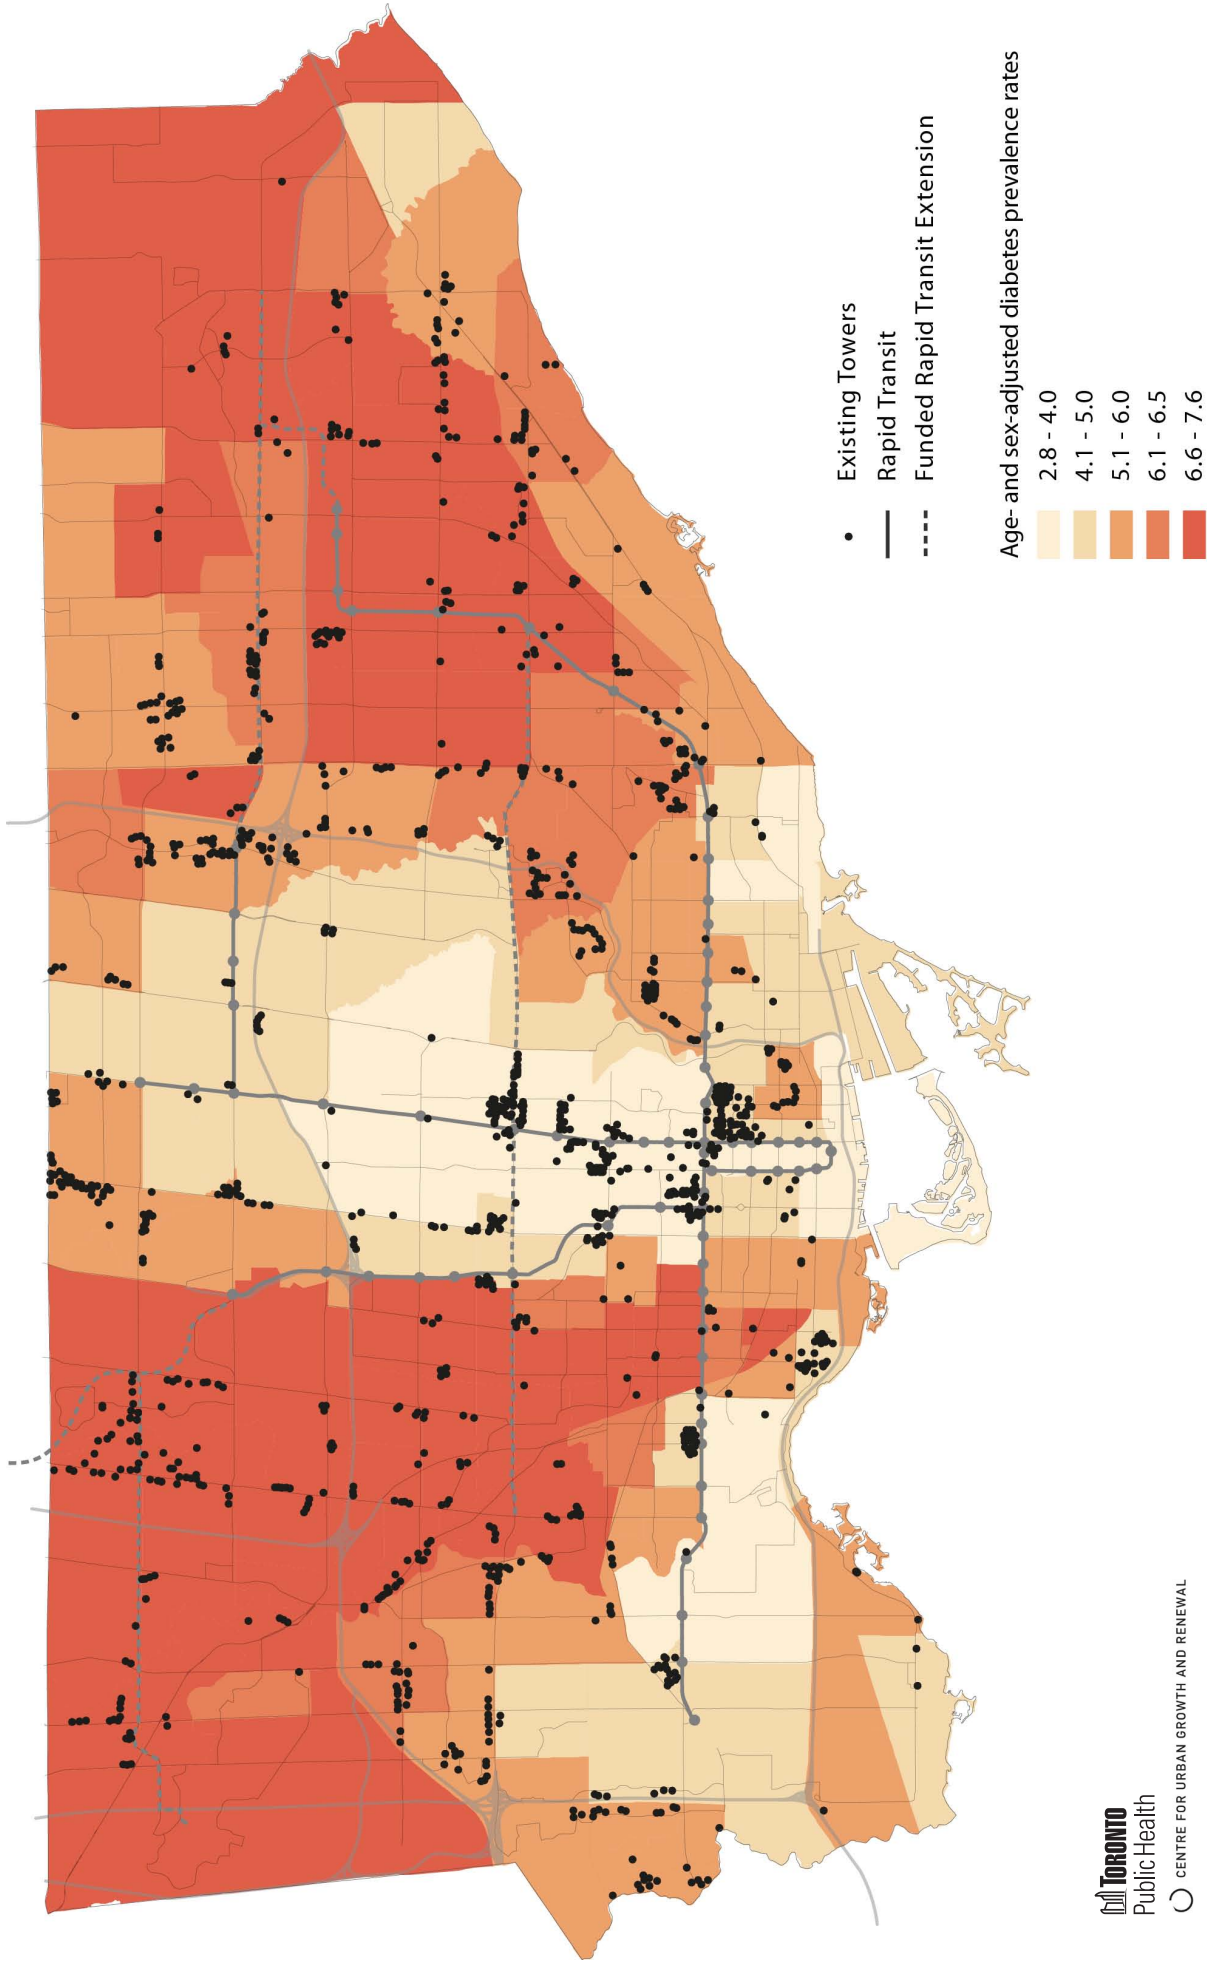 Existing Towers
Rapid Transit
Funded Rapid Transit Extension
Age- and sex-adjusted diabetes prevalence rates
2.8 - 4.0
4.1 - 5.0
5.1 - 6.0
6.1 - 6.5
6.6 - 7.6
TORONTO
Public Health
CENTRE FOR URBAN GROWTH AND RENEWAL